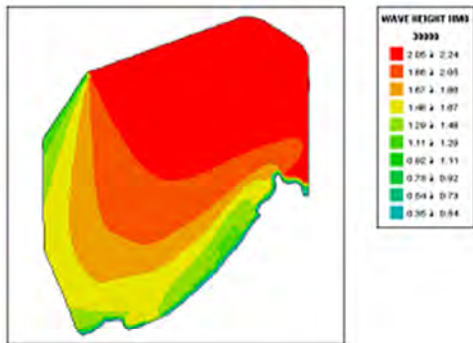 WAVE HEIGHT HM0
30000
2.05 à 2.24
1.86 à 2.05
1.67 à 1.86
1.48 à 1.67
1.29 à 1.48
1.11 à 1.29
0.92 à 1.11
0.73 à 0.92
0.54 à 0.73
0.35 à 0.54